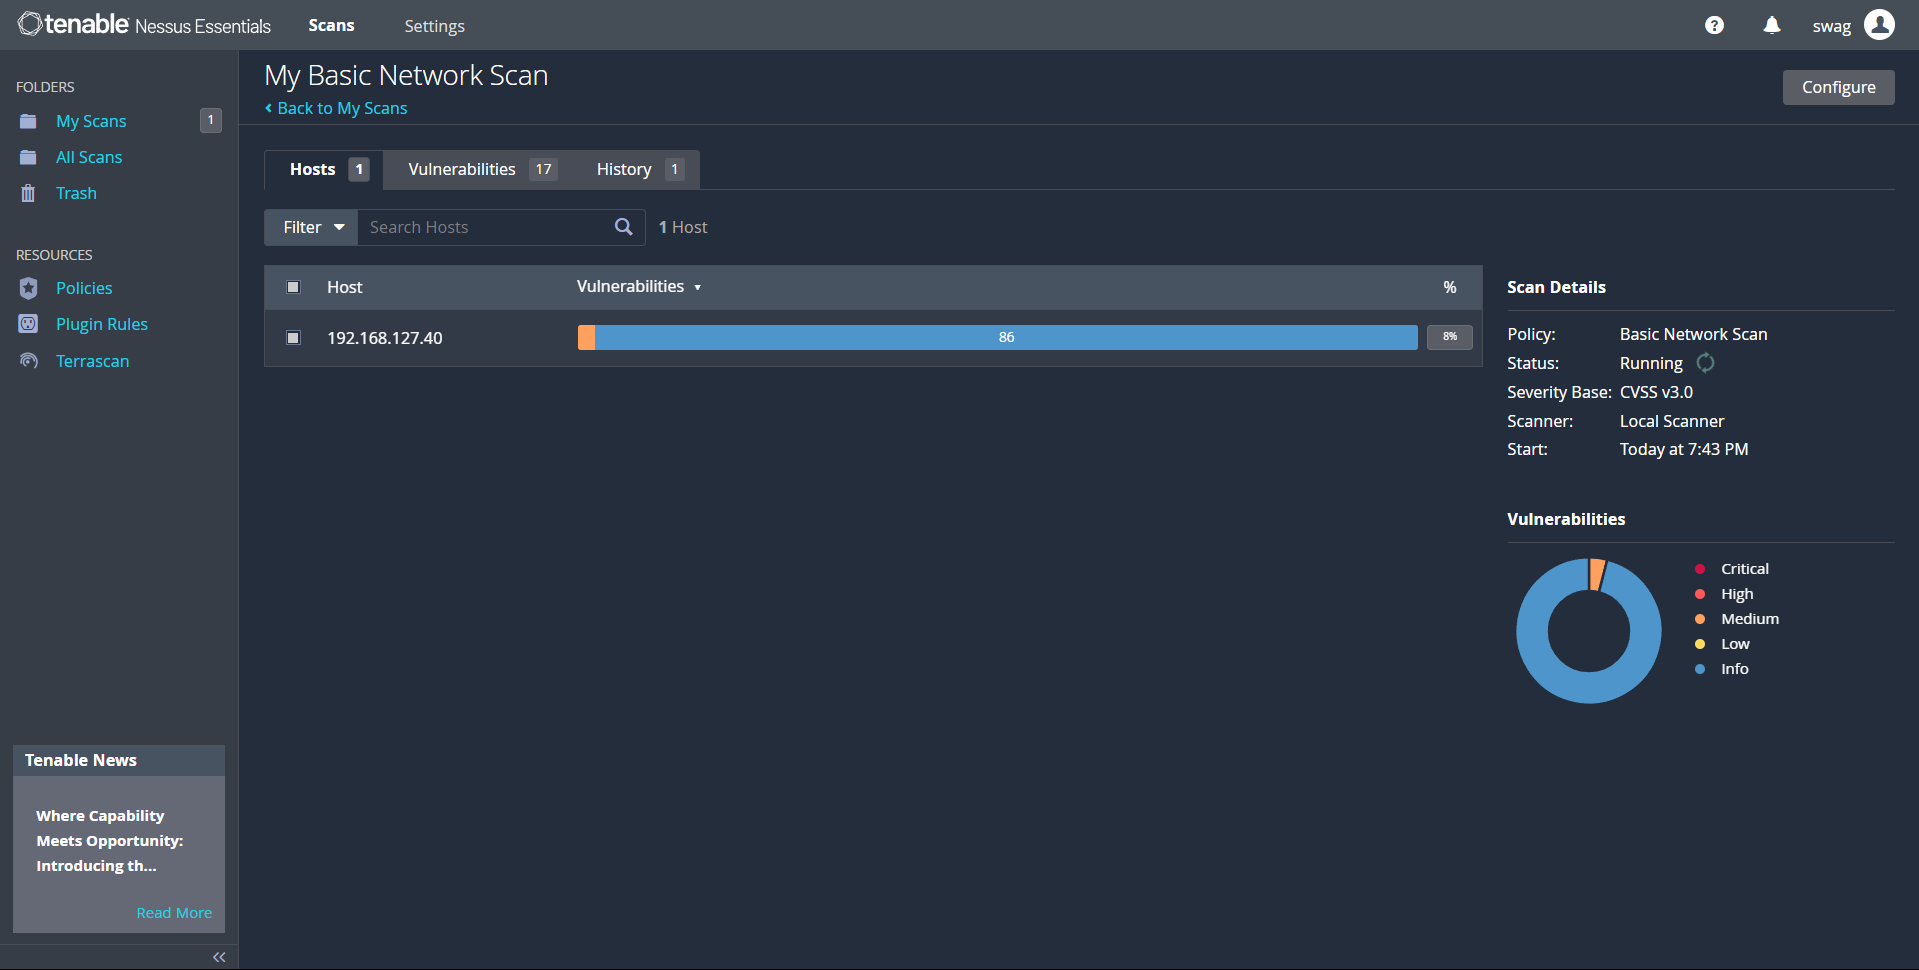 tenable Nessus Essentials Scans Settings ? swag
FOLDERS
My Scans 1
All Scans
Trash
RESOURCES
Policies
Plugin Rules
Terrascan
Tenable News
Where Capability
Meets Opportunity:
Introducing th...
Read More
My Basic Network Scan
Configure
Back to My Scans
Hosts 1 Vulnerabilities 17 History 1
Filter Search Hosts 1 Host
Host Vulnerabilities %
192.168.127.40 86 8%
Scan Details
Policy: Basic Network Scan
Status: Running
Severity Base: CVSS v3.0
Scanner: Local Scanner
Start: Today at 7:43 PM
Vulnerabilities
Critical
High
Medium
Low
Info